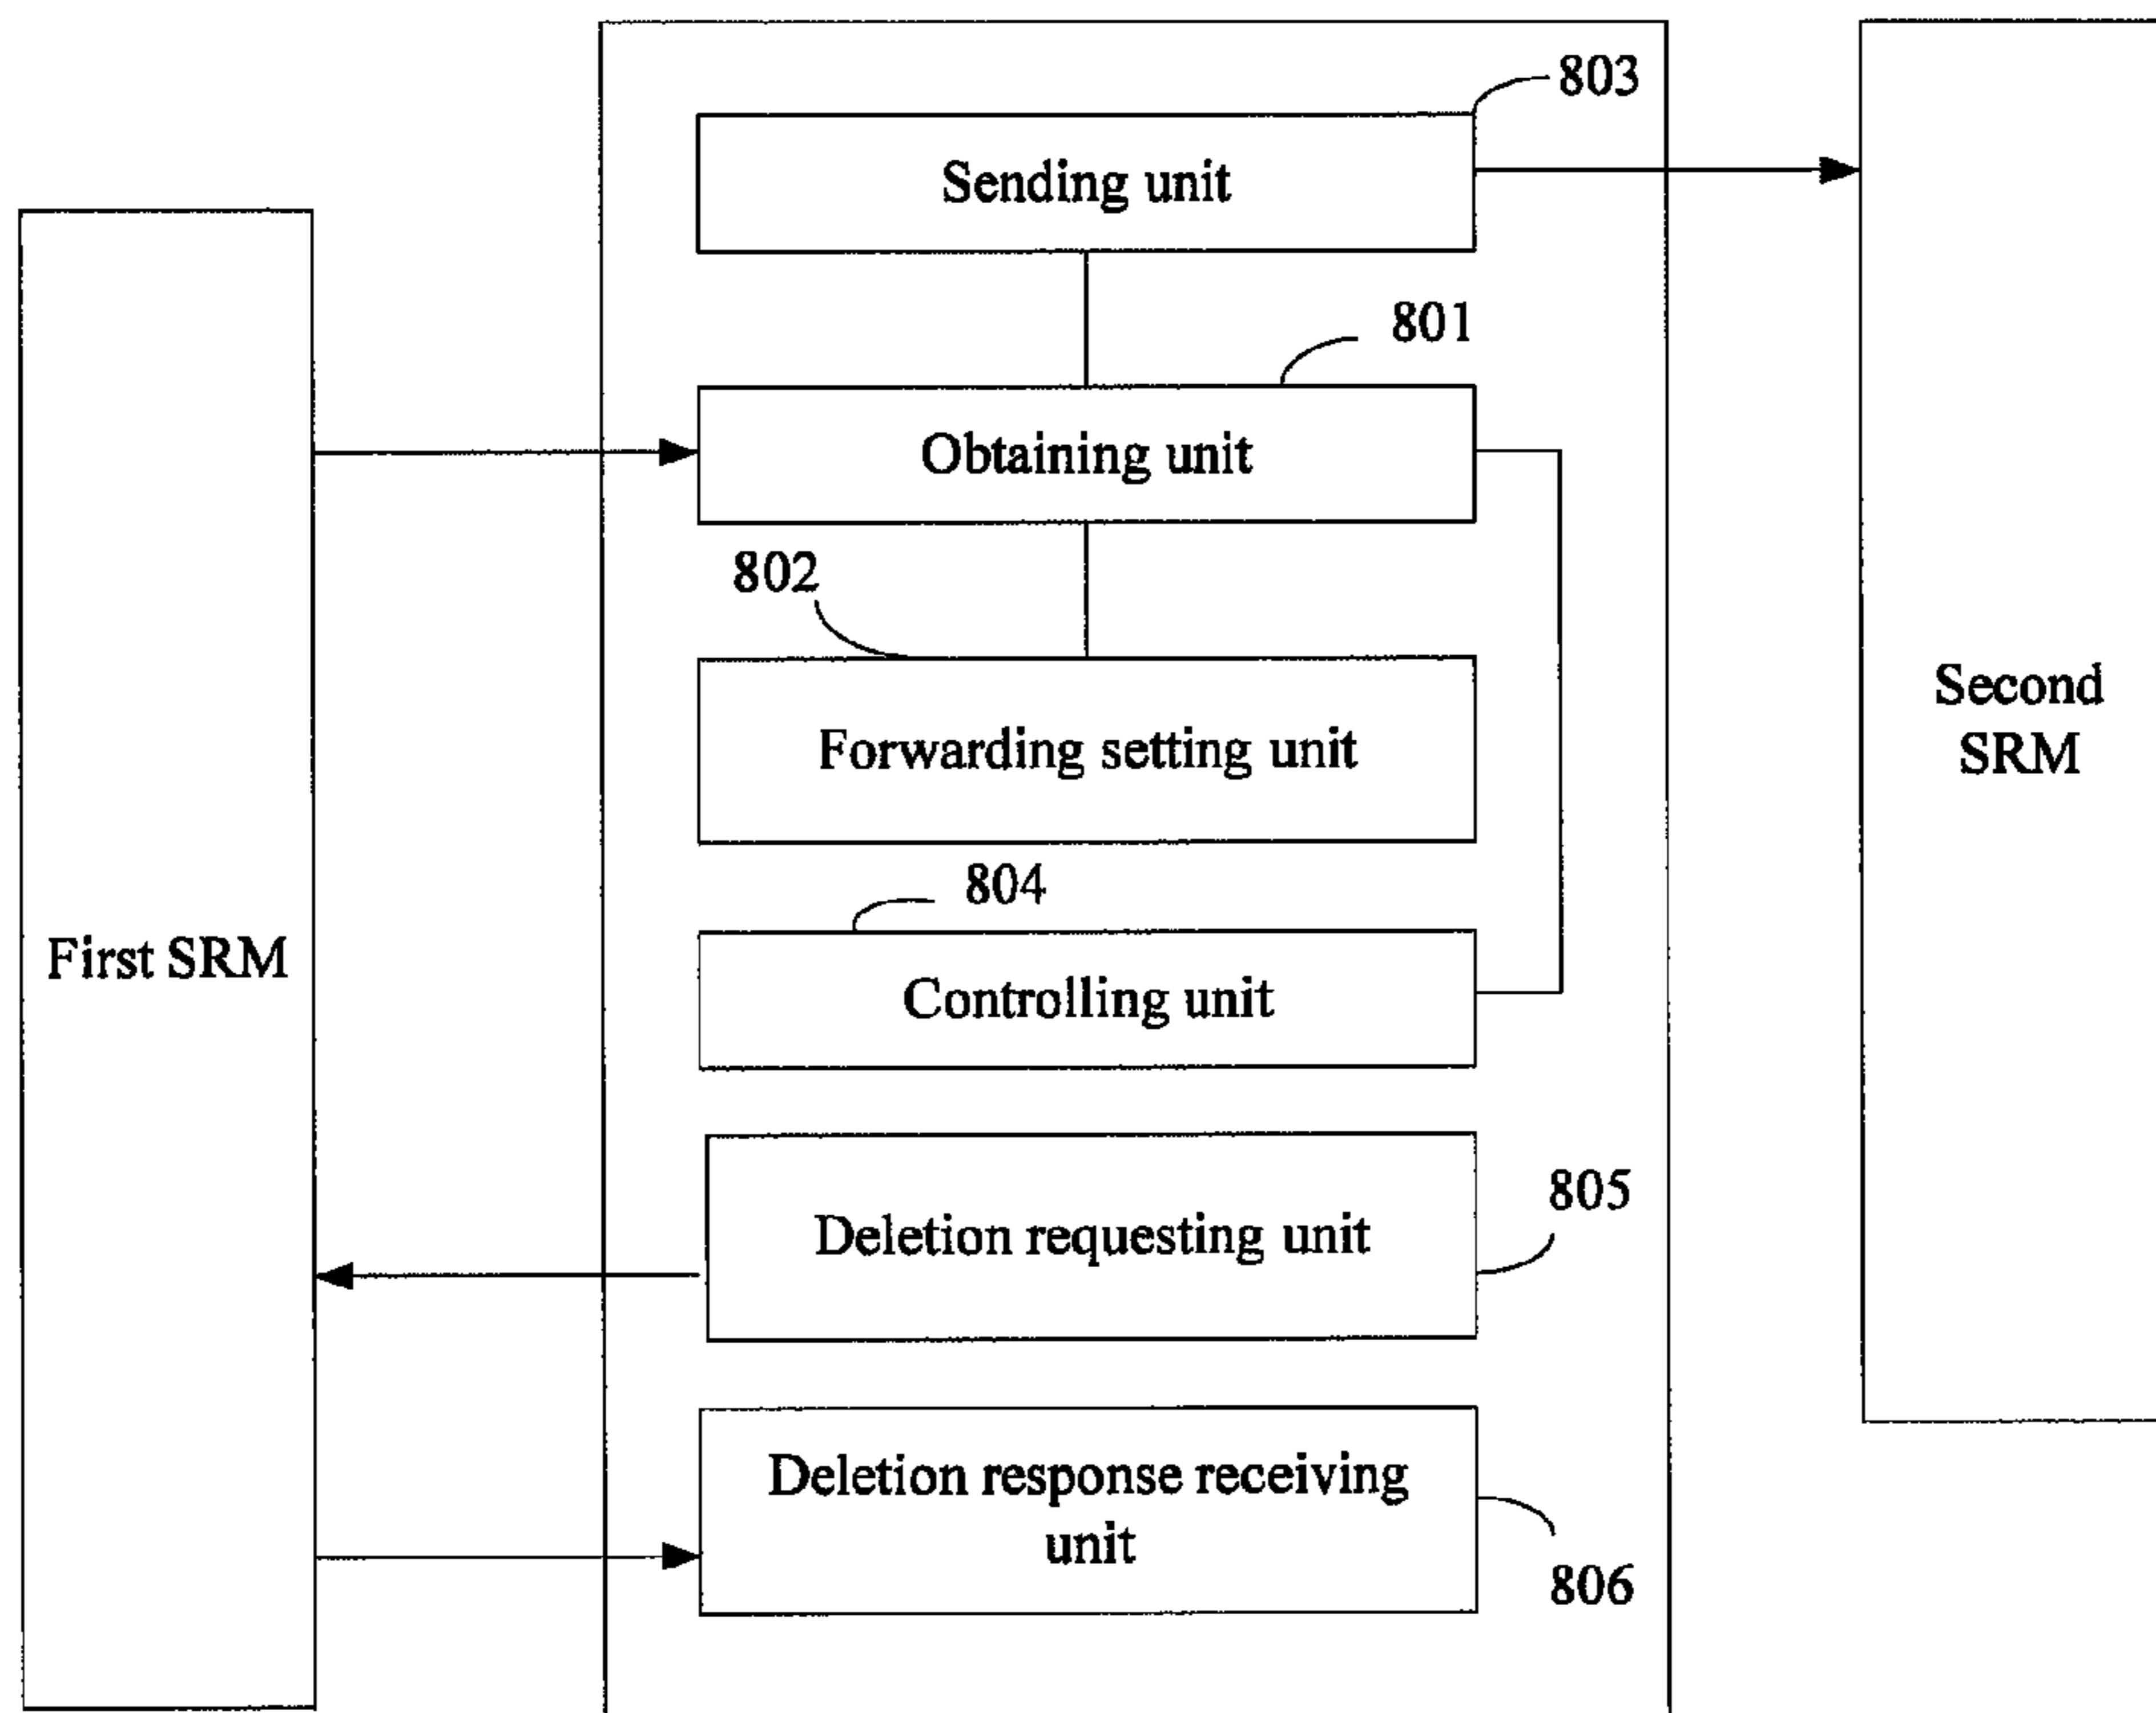 803
Sending unit
801
Obtaining unit
802
Forwarding setting unit
Second
SRM
804
First SRM
Controlling unit
805
Deletion requesting unit
Deletion response receiving
unit
806